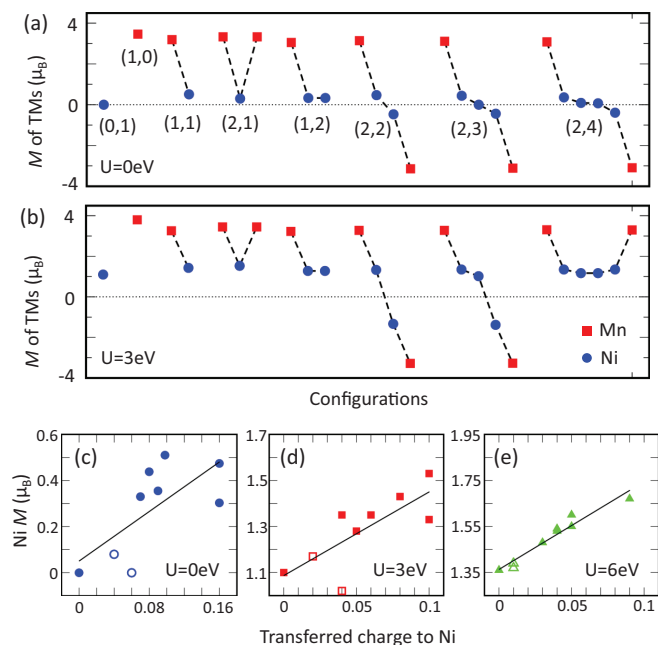 (a)
4
0
-4
M of TMs (μB)
(1,0)
(0,1)
(1,1)
(2,1)
(1,2)
(2,2)
(2,3)
(2,4)
U=0eV
(b)
4
0
-4
M of TMs (μB)
U=3eV
Mn
Ni
Configurations
(c)
0.6
0.4
0.2
0.0
Ni M (μB)
U=0eV
0 0.08 0.16
(d)
1.7
1.5
1.3
1.1
U=3eV
0 0.05 0.1
(e)
1.95
1.75
1.55
1.35
U=6eV
0 0.05 0.1
Transferred charge to Ni